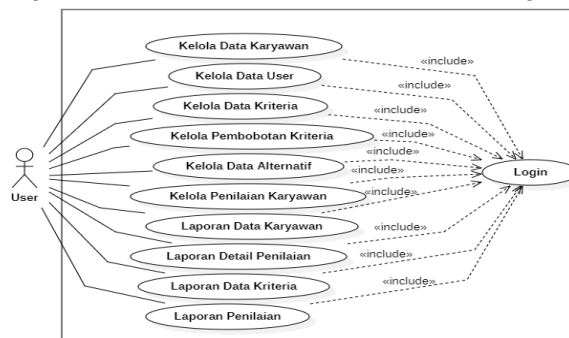 Kelola Data Karyawan
«include»
Kelola Data User
«include»
Kelola Data Kriteria
«include»
Kelola Pembobotan Kriteria
«include»
Kelola Data Alternatif
«include»
Kelola Penilaian Karyawan
«include»
Laporan Data Karyawan
«include»
Laporan Detail Penilaian
«include»
Laporan Data Kriteria
«include»
Laporan Penilaian
User
Login